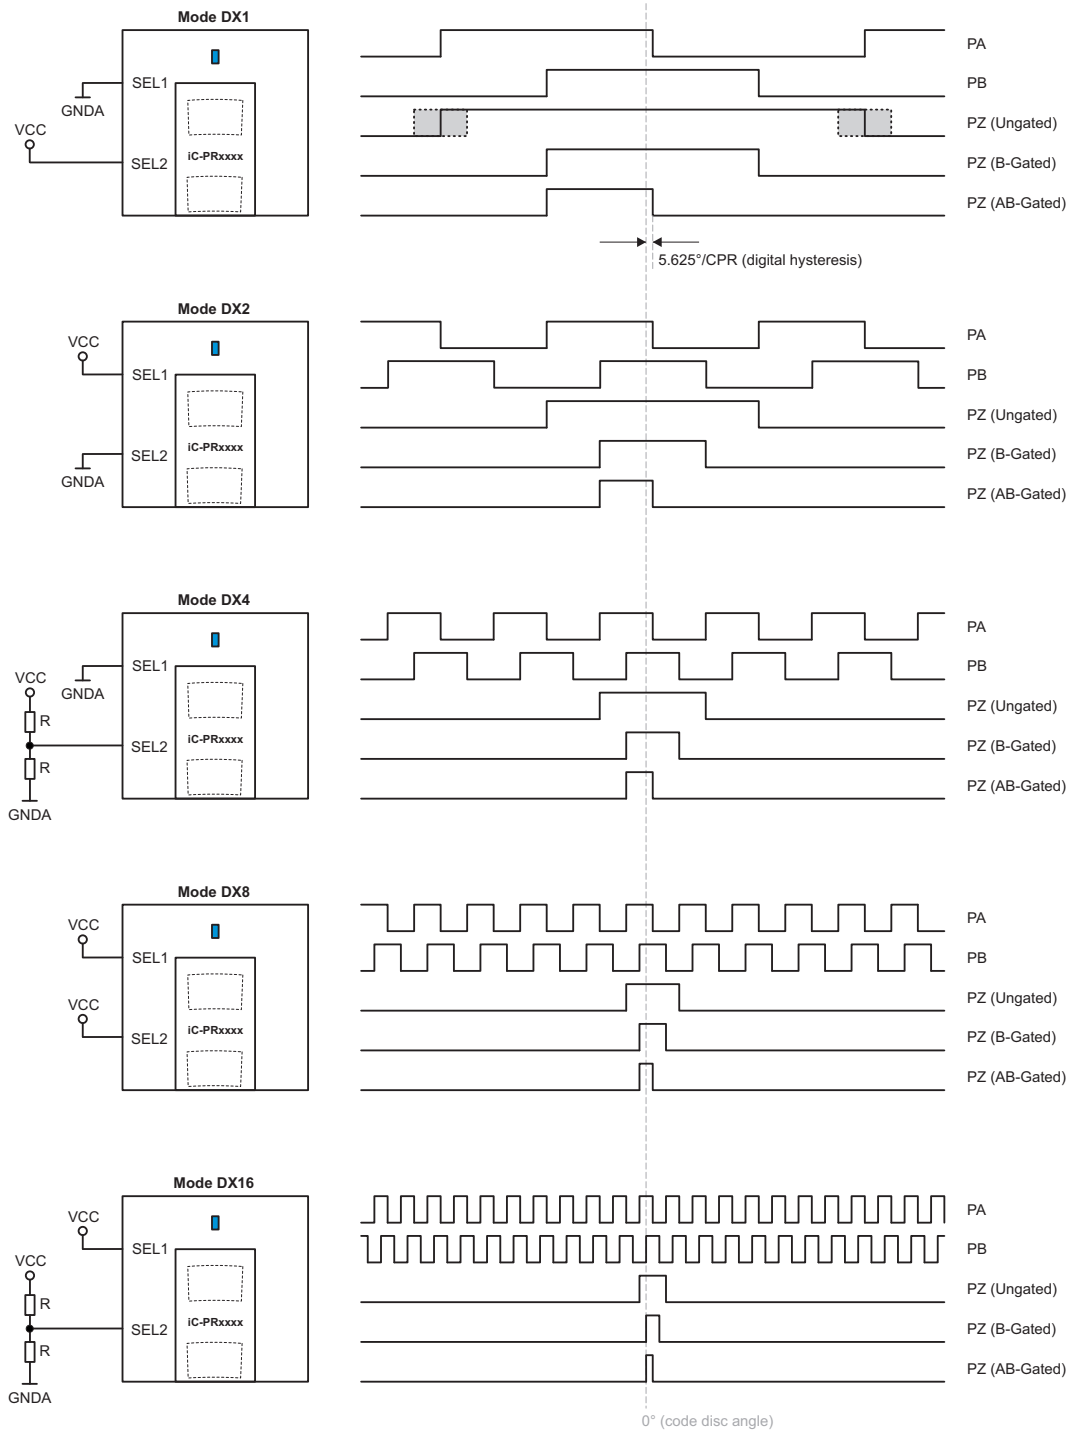 Mode DX1
SEL1
GNDA
VCC
SEL2
iC-PRxxxx
PA
PB
PZ (Ungated)
PZ (B-Gated)
PZ (AB-Gated)
5.625°/CPR (digital hysteresis)
Mode DX2
VCC
SEL1
GNDA
SEL2
iC-PRxxxx
PA
PB
PZ (Ungated)
PZ (B-Gated)
PZ (AB-Gated)
Mode DX4
SEL1
GNDA
VCC
R
R
GNDA
SEL2
iC-PRxxxx
PA
PB
PZ (Ungated)
PZ (B-Gated)
PZ (AB-Gated)
Mode DX8
VCC
SEL1
VCC
SEL2
iC-PRxxxx
PA
PB
PZ (Ungated)
PZ (B-Gated)
PZ (AB-Gated)
Mode DX16
VCC
SEL1
VCC
R
R
GNDA
SEL2
iC-PRxxxx
PA
PB
PZ (Ungated)
PZ (B-Gated)
PZ (AB-Gated)
0° (code disc angle)